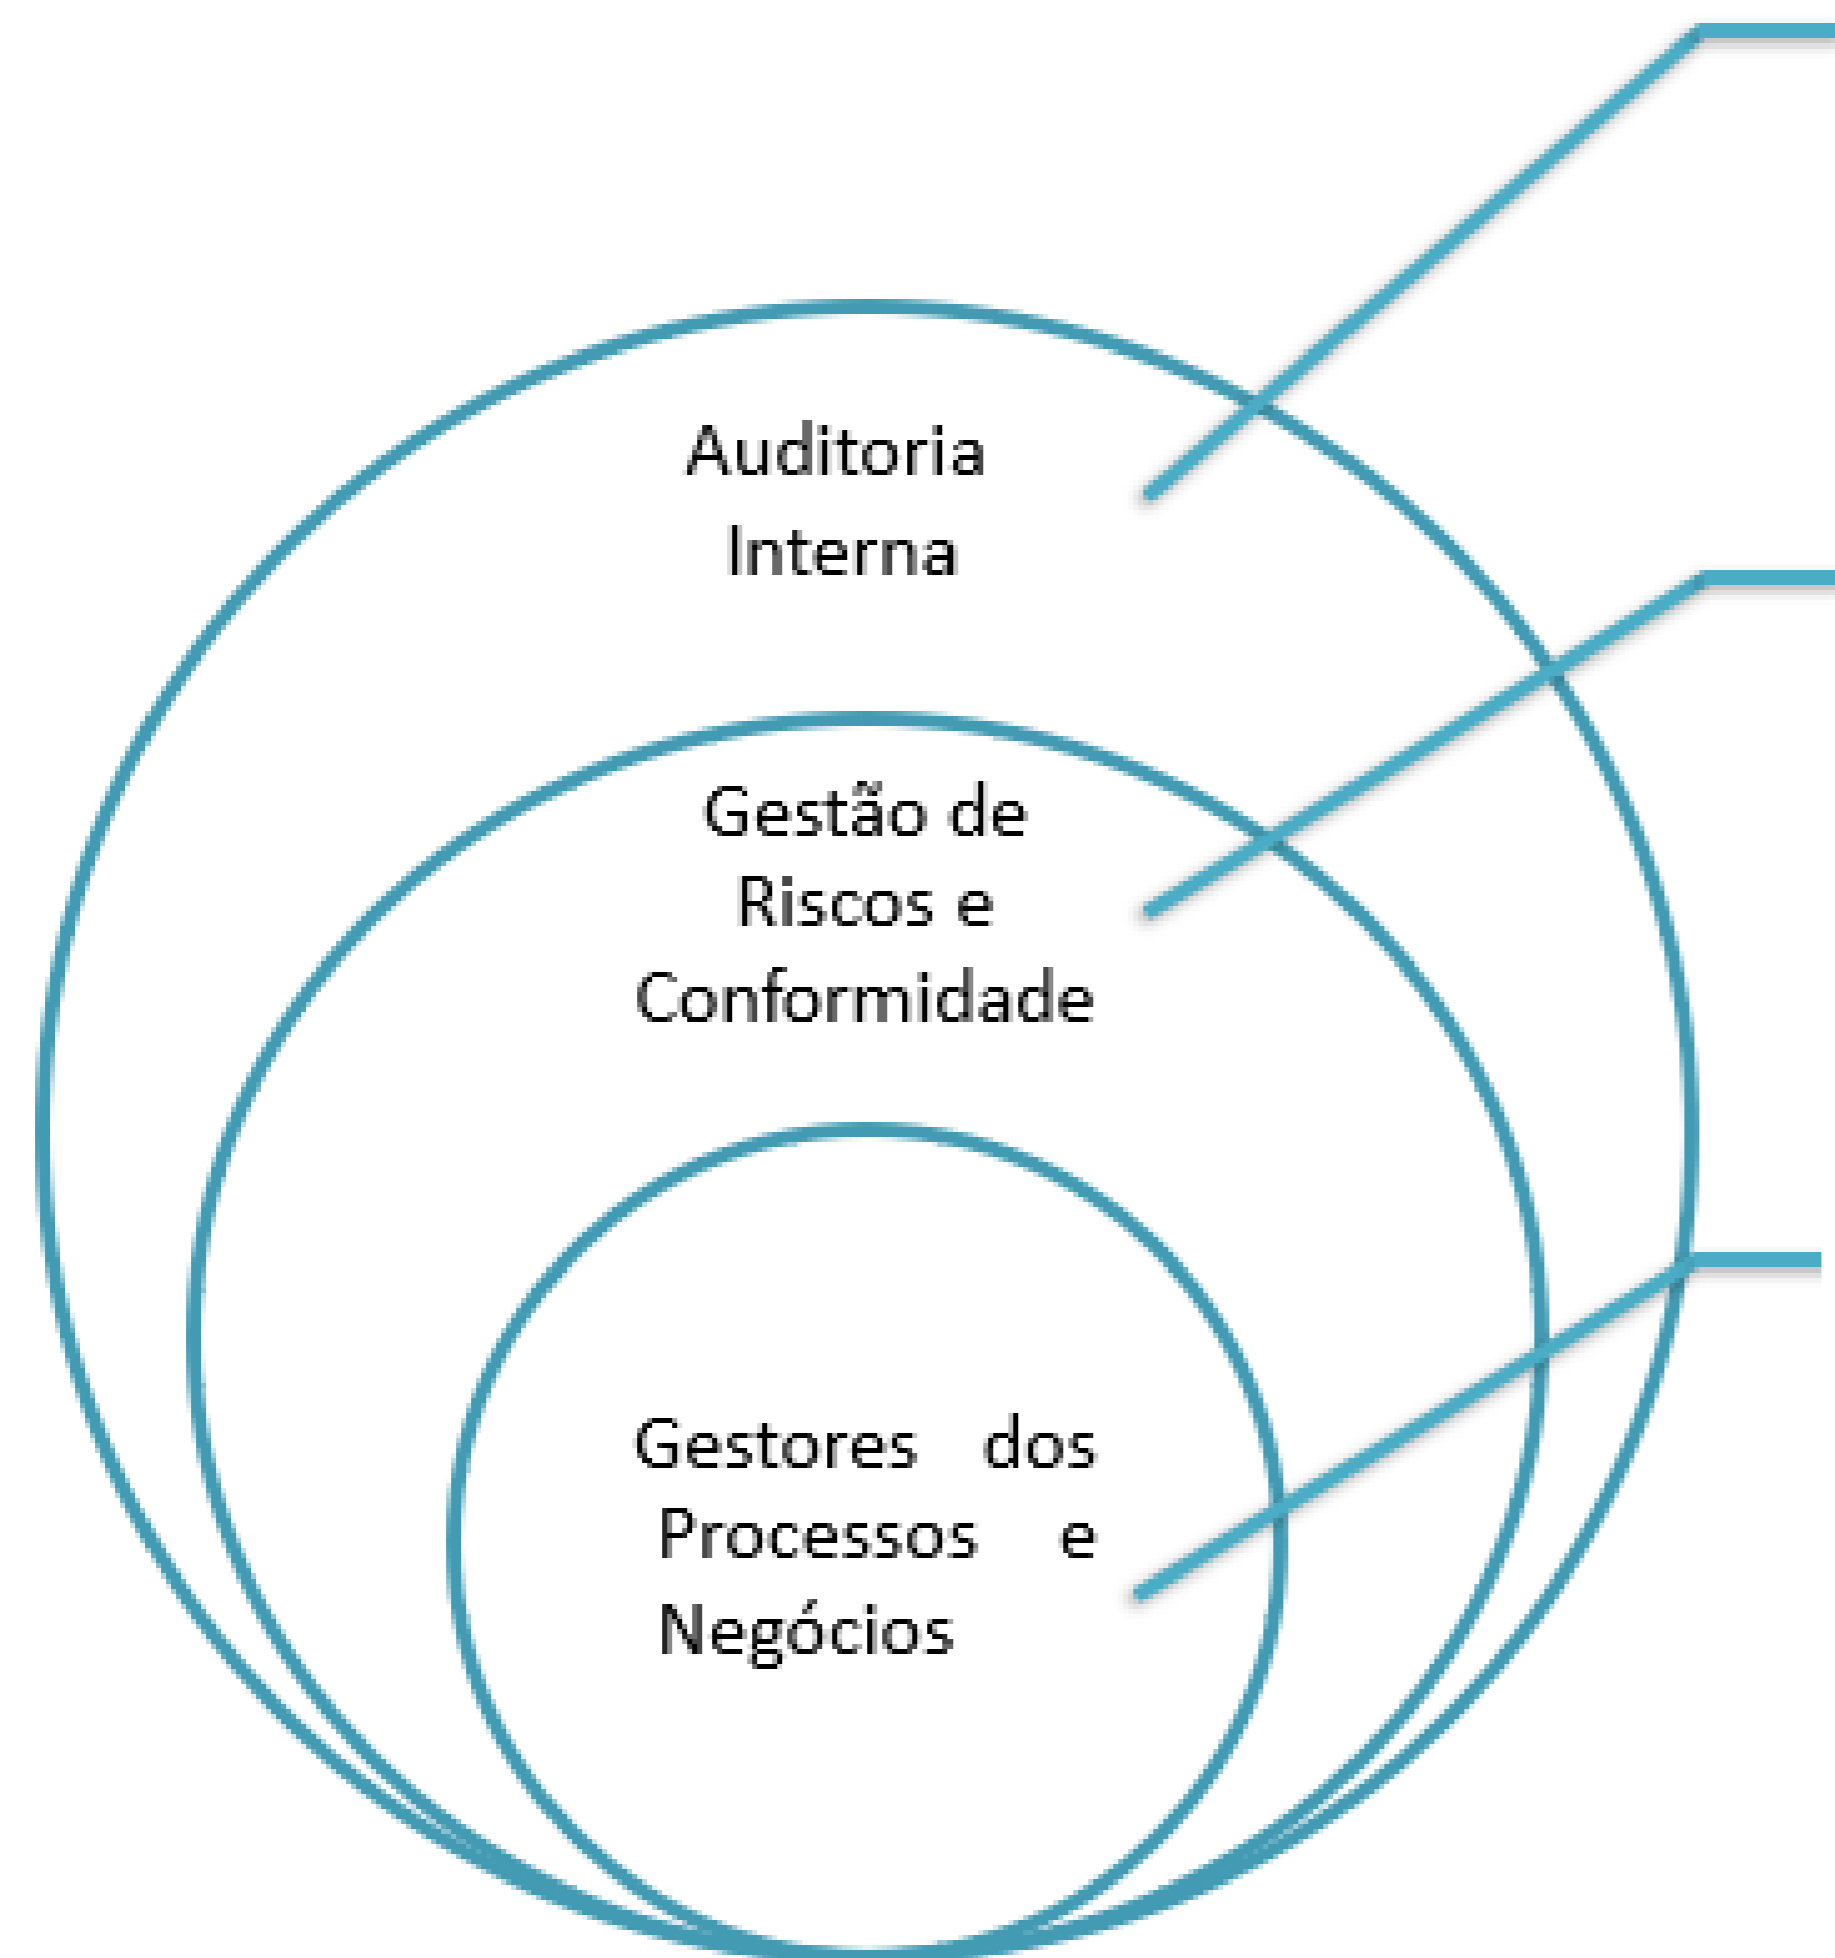 Auditoria
Interna
Gestão de
Riscos e
Conformidade
Gestores dos
Processos e
Negócios